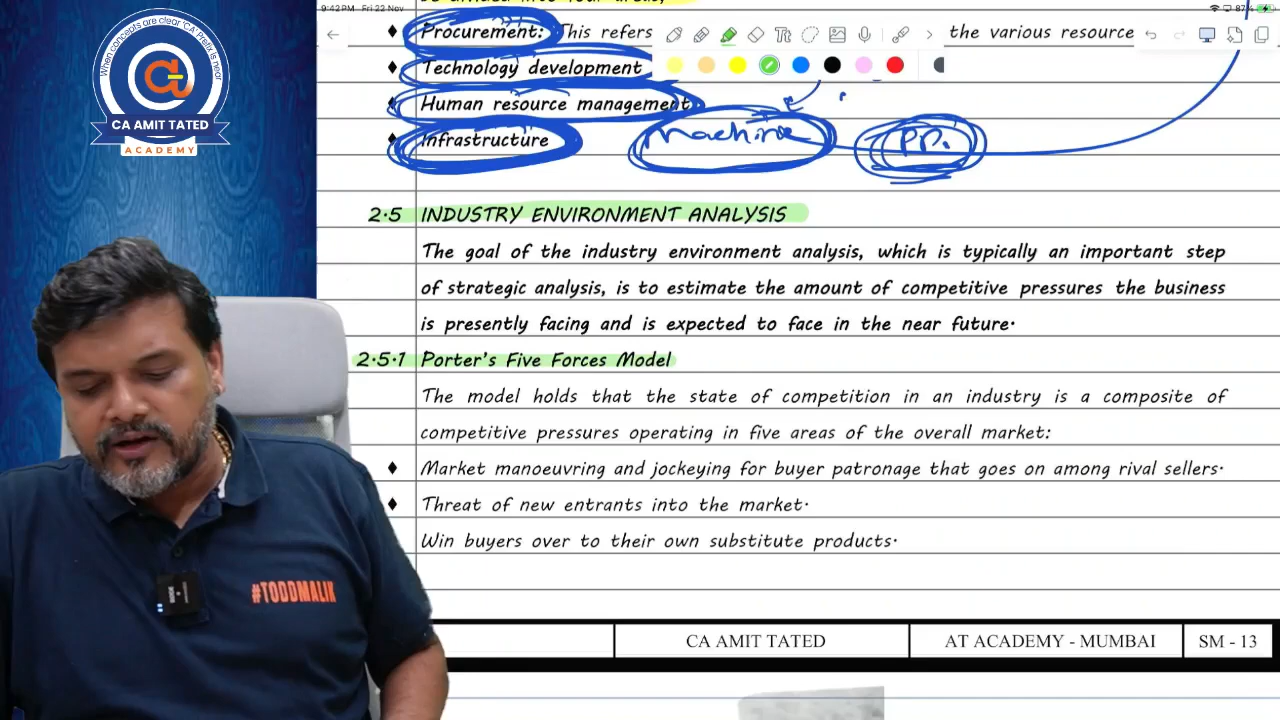 9:42 PM Fri 22 Nov
87%
When concepts are clear 'CA' Prefix is near
CA AMIT TATED
ACADEMY
Procurement: This refers
the various resource
Technology development
Human resource management
Infrastructure
Machine
P.P.
2.5 INDUSTRY ENVIRONMENT ANALYSIS
The goal of the industry environment analysis, which is typically an important step
of strategic analysis, is to estimate the amount of competitive pressures the business
is presently facing and is expected to face in the near future.
2.5.1 Porter's Five Forces Model
The model holds that the state of competition in an industry is a composite of
competitive pressures operating in five areas of the overall market:
♦ Market manoeuvring and jockeying for buyer patronage that goes on among rival sellers.
♦ Threat of new entrants into the market.
Win buyers over to their own substitute products.
#TODDMALIK
CA AMIT TATED
AT ACADEMY - MUMBAI
SM - 13